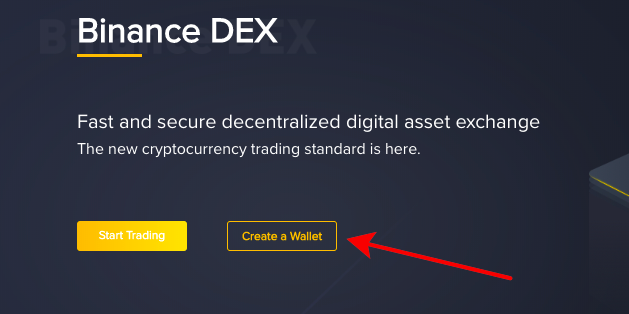 Binance DEX
Fast and secure decentralized digital asset exchange
The new cryptocurrency trading standard is here.
Start Trading
Create a Wallet